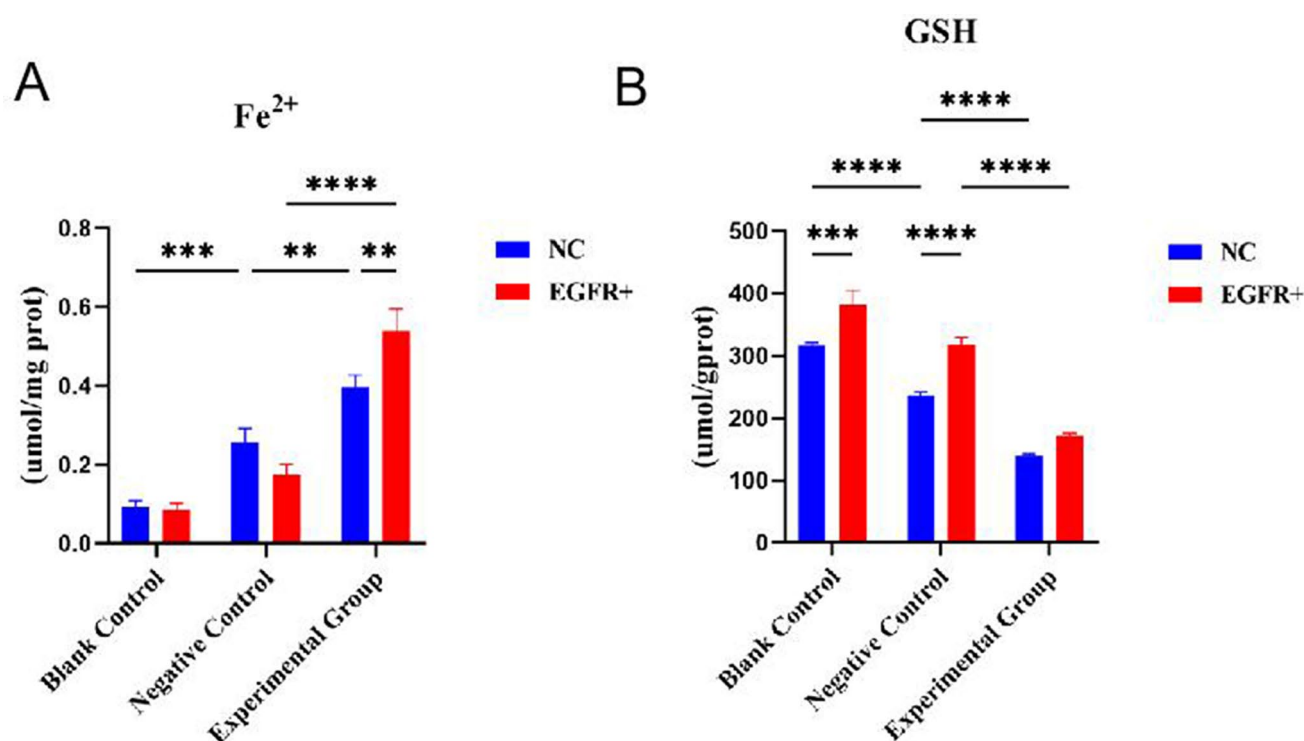 A
Fe²⁺
****
*** ** **
(umol/mg prot)
0.8
0.6
0.4
0.2
0.0
Blank Control
Negative Control
Experimental Group
NC
EGFR+
B
GSH
****
**** ****
*** ****
(umol/gprot)
500
400
300
200
100
0
Blank Control
Negative Control
Experimental Group
NC
EGFR+